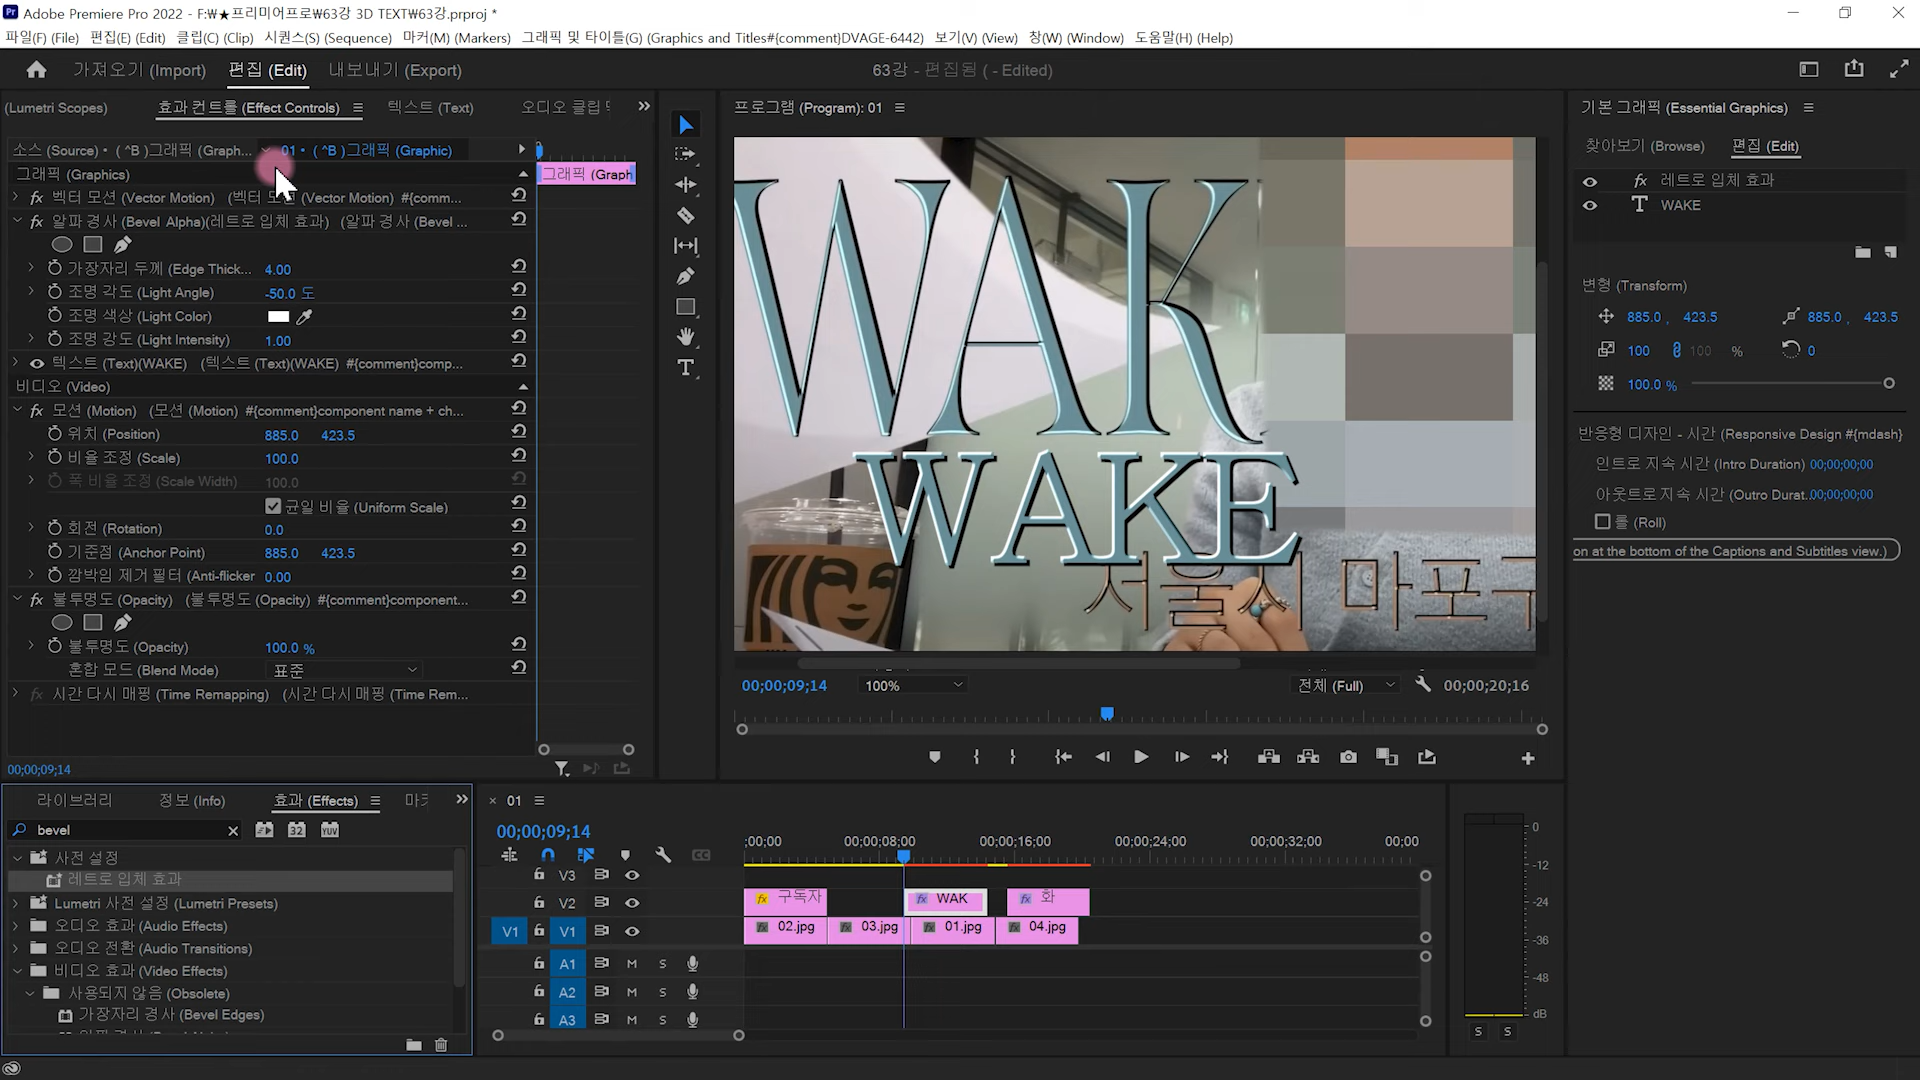 Adobe Premiere Pro 2022 - F:₩★프리미어프로₩63강 3D TEXT₩63강.prproj *
파일(F) (File) 편집(E) (Edit) 클립(C) (Clip) 시퀀스(S) (Sequence) 마커(M) (Markers) 그래픽 및 타이틀(G) (Graphics and Titles#{comment}DVAGE-6442) 보기(V) (View) 창(W) (Window) 도움말(H) (Help)
가져오기 (Import) 편집 (Edit) 내보내기 (Export)
63강 - 편집됨 ( - Edited)
(Lumetri Scopes) 효과 컨트롤 (Effect Controls) 텍스트 (Text) 오디오 클립
소스 (Source) • ( ^B )그래픽 (Graph... 01 • ( ^B )그래픽 (Graphic)
그래픽 (Graphics)
그래픽 (Graph
벡터 모션 (Vector Motion) (벡터 모션 (Vector Motion) #{comm...
알파 경사 (Bevel Alpha)(레트로 입체 효과) (알파 경사 (Bevel ...
가장자리 두께 (Edge Thick... 4.00
조명 각도 (Light Angle) -50.0 도
조명 색상 (Light Color)
조명 강도 (Light Intensity) 1.00
텍스트 (Text)(WAKE) (텍스트 (Text)(WAKE) #{comment}comp...
비디오 (Video)
모션 (Motion) (모션 (Motion) #{comment}component name + ch...
위치 (Position) 885.0 423.5
비율 조정 (Scale) 100.0
폭 비율 조정 (Scale Width) 100.0
균일 비율 (Uniform Scale)
회전 (Rotation) 0.0
기준점 (Anchor Point) 885.0 423.5
깜박임 제거 필터 (Anti-flicker 0.00
불투명도 (Opacity) (불투명도 (Opacity) #{comment}component...
불투명도 (Opacity) 100.0 %
혼합 모드 (Blend Mode) 표준
시간 다시 매핑 (Time Remapping) (시간 다시 매핑 (Time Rem...
00;00;09;14
프로그램 (Program): 01
WAK
WAKE
서울시 마포구
00;00;09;14 100% 전체 (Full) 00;00;20;16
기본 그래픽 (Essential Graphics)
찾아보기 (Browse) 편집 (Edit)
fx 레트로 입체 효과
T WAKE
변형 (Transform)
885.0 , 423.5 885.0 , 423.5
100 100 % 0
100.0 %
반응형 디자인 - 시간 (Responsive Design #{mdash}
인트로 지속 시간 (Intro Duration) 00;00;00;00
아웃트로 지속 시간 (Outro Durat.. 00;00;00;00
롤 (Roll)
on at the bottom of the Captions and Subtitles view.)
라이브러리 정보 (Info) 효과 (Effects)
bevel
32 YUV
사전 설정
레트로 입체 효과
Lumetri 사전 설정 (Lumetri Presets)
오디오 효과 (Audio Effects)
오디오 전환 (Audio Transitions)
비디오 효과 (Video Effects)
사용되지 않음 (Obsolete)
가장자리 경사 (Bevel Edges)
× 01
00;00;09;14
;00;00 00;00;08;00 00;00;16;00 00;00;24;00 00;00;32;00 00;00
V3
V2 구독자 WAK 화
V1 V1 02.jpg 03.jpg 01.jpg 04.jpg
A1 M S
A2 M S
A3 M S
0
-12
-24
-36
-48
dB
S S